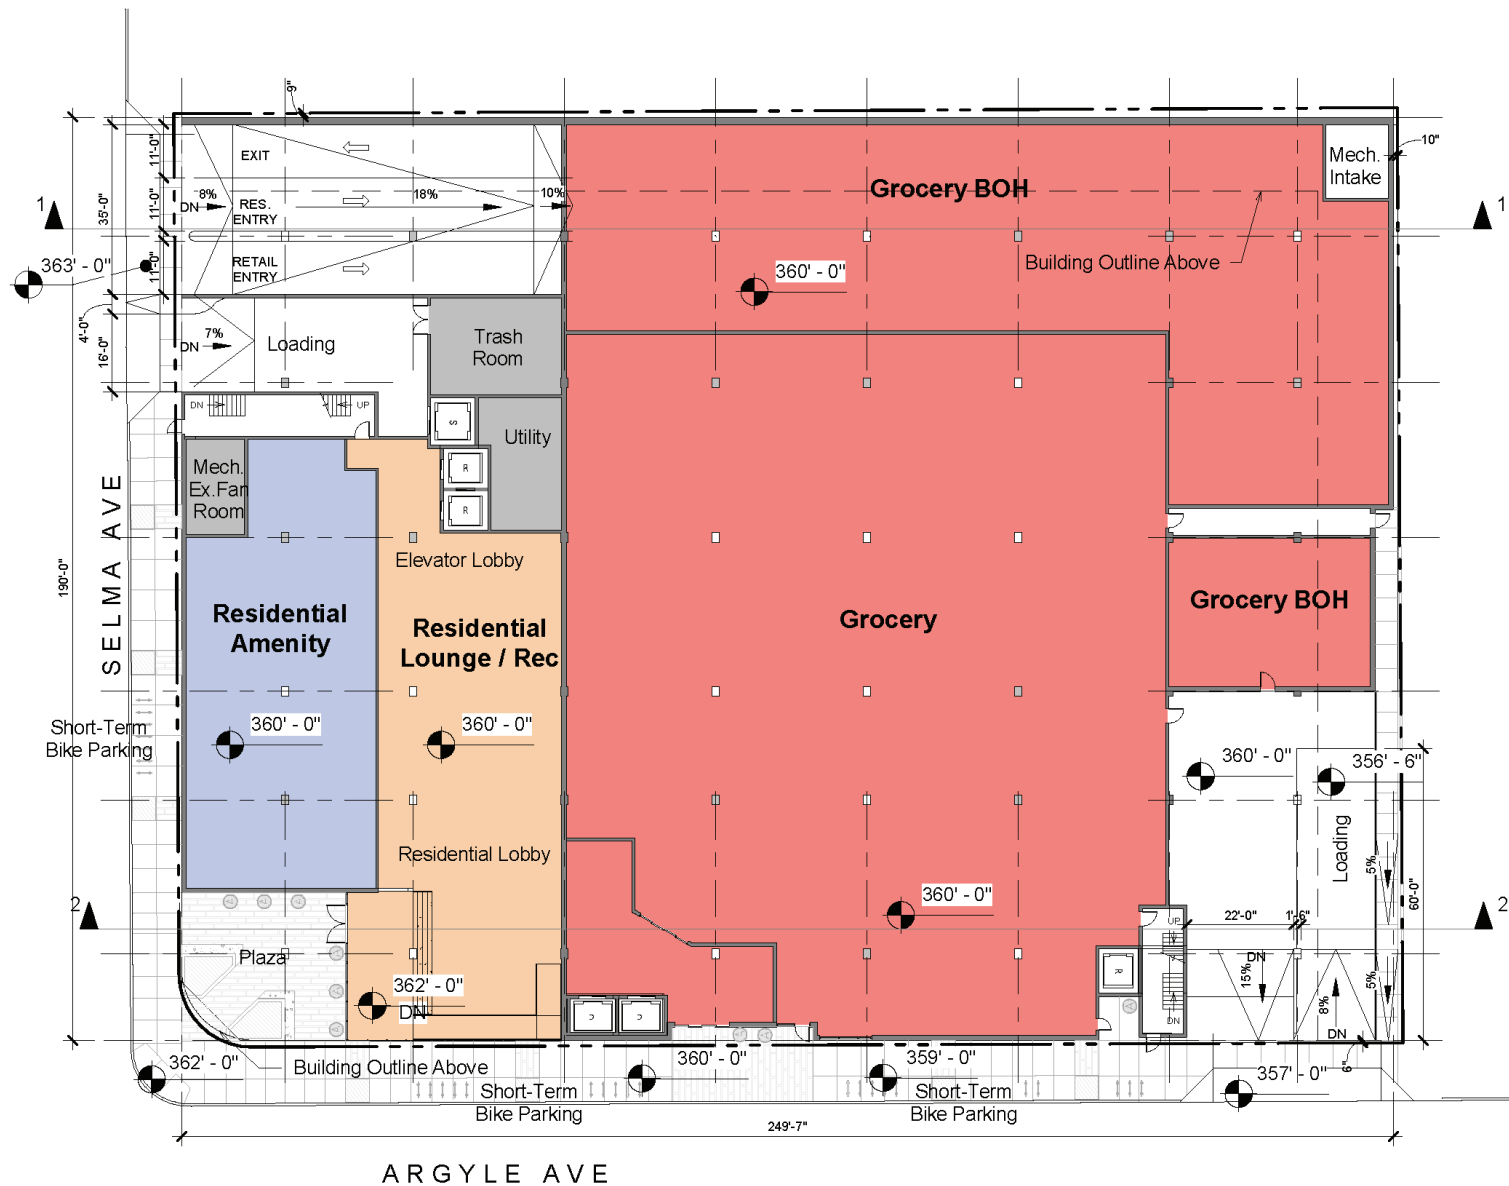 9"
10"
EXIT
Mech.
Intake
11'-0"
8%
18%
10%
Grocery BOH
DN
RES.
ENTRY
1
1
35'-0"
11'-0"
RETAIL
ENTRY
11'-0"
363' - 0"
Building Outline Above
360' - 0"
4'-0"
7%
DN
Loading
Trash
Room
16'-0"
DN
UP
S
Utility
R
R
Mech.
Ex.Fan
Room
SELMA AVE
190'-0"
Elevator Lobby
Residential
Amenity
Residential
Lounge / Rec
Grocery
Grocery BOH
Short-Term
Bike Parking
360' - 0"
360' - 0"
360' - 0"
356' - 6"
Residential Lobby
Loading
5%
60'-0"
2
2
360' - 0"
UP
22'-0"
1'-6"
Plaza
R
DN
15%
5%
8%
362' - 0"
DN
C
C
DN
DN
6"
362' - 0"
Building Outline Above
360' - 0"
359' - 0"
357' - 0"
Short-Term
Bike Parking
Short-Term
Bike Parking
249'-7"
ARGYLE AVE